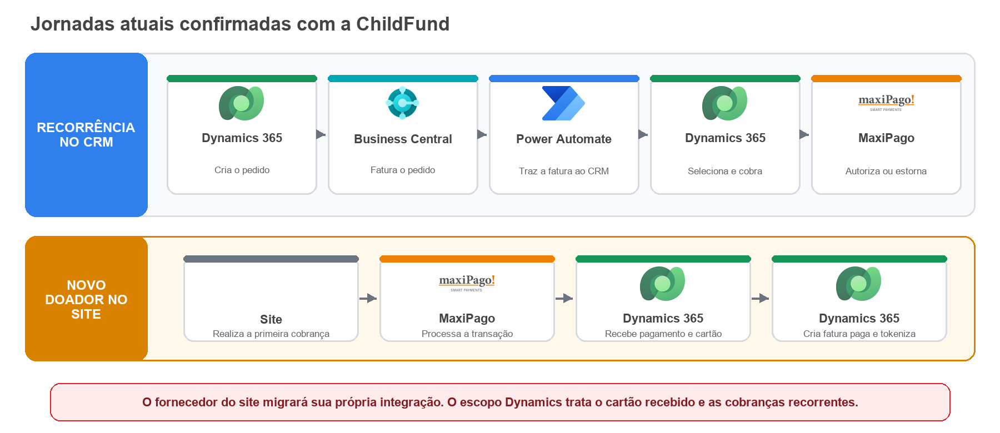 Jornadas atuais confirmadas com a ChildFund
RECORRÊNCIA
NO CRM
Dynamics 365
Cria o pedido
Business Central
Fatura o pedido
Power Automate
Traz a fatura ao CRM
Dynamics 365
Seleciona e cobra
maxiPago!
SMART PAYMENTS
MaxiPago
Autoriza ou estorna
NOVO
DOADOR NO
SITE
Site
Realiza a primeira cobrança
maxiPago!
SMART PAYMENTS
MaxiPago
Processa a transação
Dynamics 365
Recebe pagamento e cartão
Dynamics 365
Cria fatura paga e tokeniza
O fornecedor do site migrará sua própria integração. O escopo Dynamics trata o cartão recebido e as cobranças recorrentes.